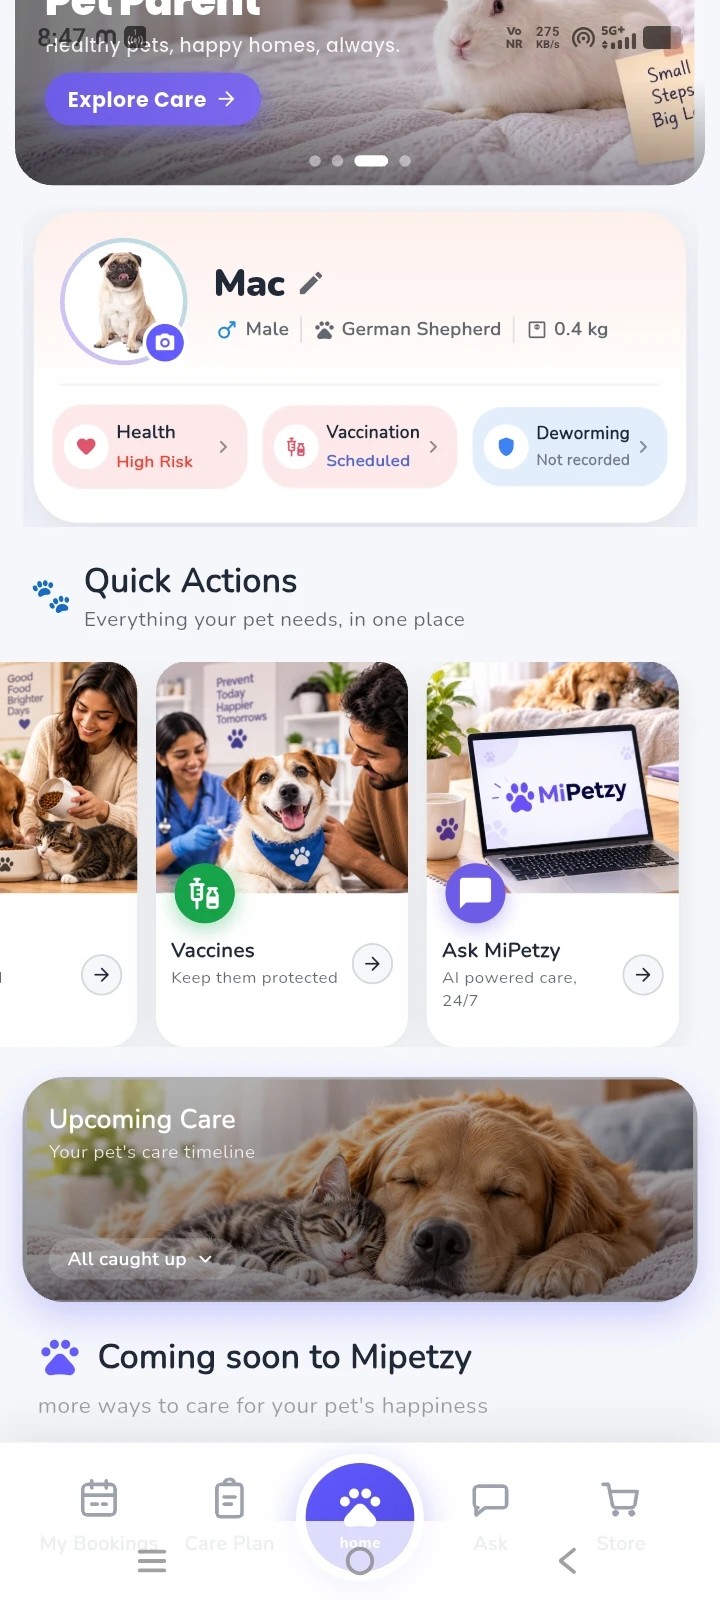 Pet Parent
8:47
Vo
NR
275
KB/s
5G+
Healthy pets, happy homes, always.
Explore Care
Small
Steps
Big
Mac
Male
German Shepherd
0.4 kg
Health
High Risk
Vaccination
Scheduled
Deworming
Not recorded
Quick Actions
Everything your pet needs, in one place
Good
Food
Brighter
Days
Prevent
Today
Happier
Tomorrows
MiPetzy
Vaccines
Keep them protected
Ask MiPetzy
AI powered care,
24/7
Upcoming Care
Your pet's care timeline
All caught up
Coming soon to Mipetzy
more ways to care for your pet's happiness
My Bookings
Care Plan
home
Ask
Store